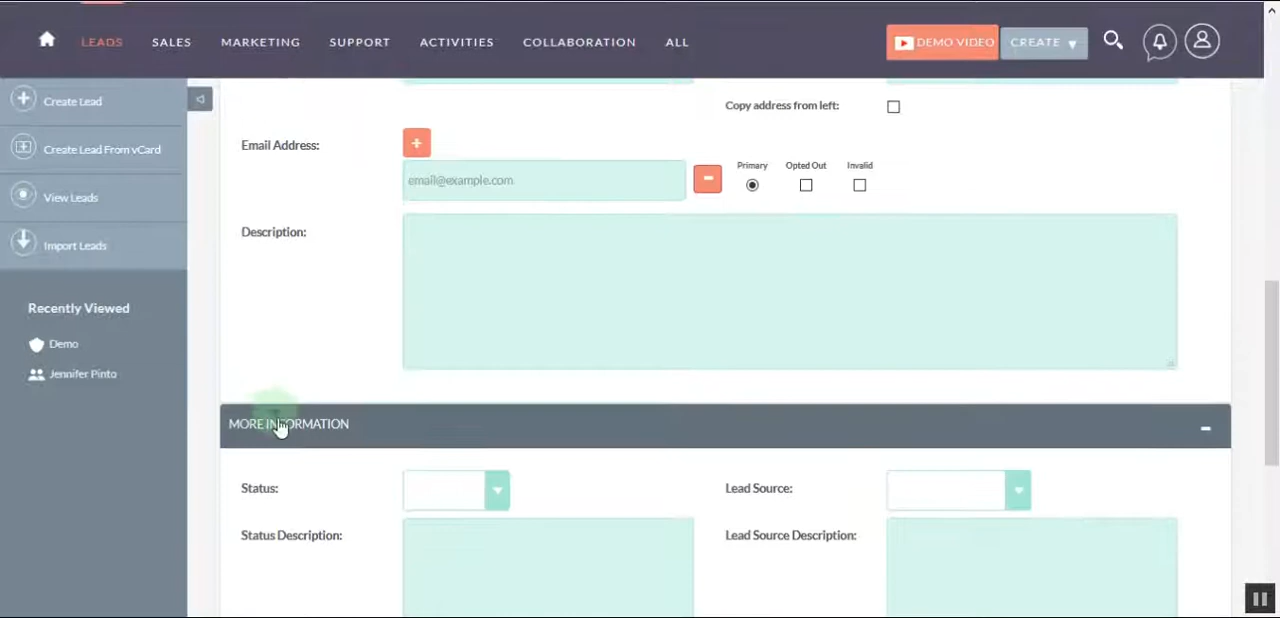 LEADS SALES MARKETING SUPPORT ACTIVITIES COLLABORATION ALL DEMO VIDEO CREATE
Create Lead
Create Lead From vCard
View Leads
Import Leads
Recently Viewed
Demo
Jennifer Pinto
Copy address from left:
Email Address:
email@example.com
Primary Opted Out Invalid
Description:
MORE INFORMATION
Status: Lead Source:
Status Description: Lead Source Description: